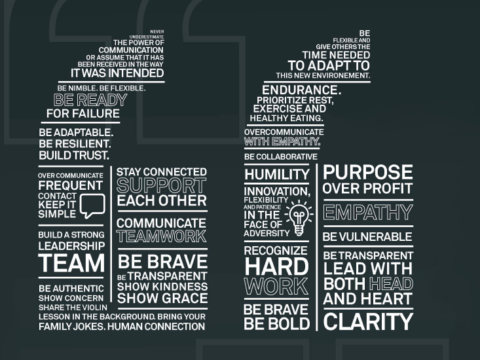 NEVER
UNDERESTIMATE
THE POWER OF
COMMUNICATION
OR ASSUME THAT IT HAS
BEEN RECEIVED IN THE WAY
IT WAS INTENDED
BE NIMBLE. BE FLEXIBLE.
BE READY
FOR FAILURE
BE ADAPTABLE.
BE RESILIENT.
BUILD TRUST.
OVER COMMUNICATE
FREQUENT
CONTACT
KEEP IT
SIMPLE
BUILD A STRONG
LEADERSHIP
TEAM
BE AUTHENTIC
SHOW CONCERN
SHARE THE VIOLIN
LESSON IN THE BACKGROUND. BRING YOUR
FAMILY JOKES. HUMAN CONNECTION
STAY CONNECTED
SUPPORT
EACH OTHER
COMMUNICATE
TEAMWORK
BE BRAVE
BE TRANSPARENT
SHOW KINDNESS
SHOW GRACE
BE
FLEXIBLE AND
GIVE OTHERS THE
TIME NEEDED
TO ADAPT TO
THIS NEW ENVIRONEMENT.
ENDURANCE.
PRIORITIZE REST,
EXERCISE AND
HEALTHY EATING.
OVERCOMMUNICATE
WITH EMPATHY.
BE COLLABORATIVE
HUMILITY
INNOVATION,
FLEXIBILITY
AND PATIENCE
IN THE
FACE OF
ADVERSITY
RECOGNIZE
HARD
WORK
BE BRAVE
BE BOLD
PURPOSE
OVER PROFIT
EMPATHY
BE VULNERABLE
BE TRANSPARENT
LEAD WITH
BOTH HEAD
AND HEART
CLARITY